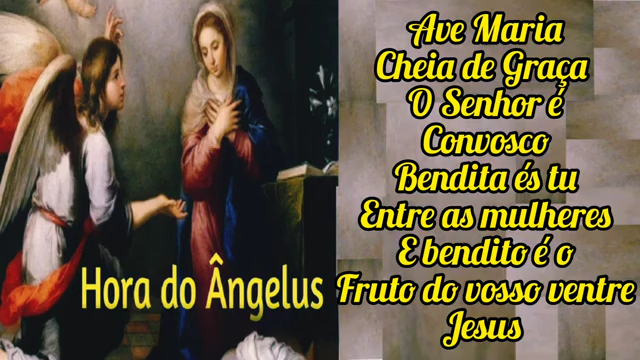 Hora do Ângelus
Ave Maria
Cheia de Graça
O Senhor é
Convosco
Bendita és tu
Entre as mulheres
E bendito é o
Fruto do vosso ventre
Jesus